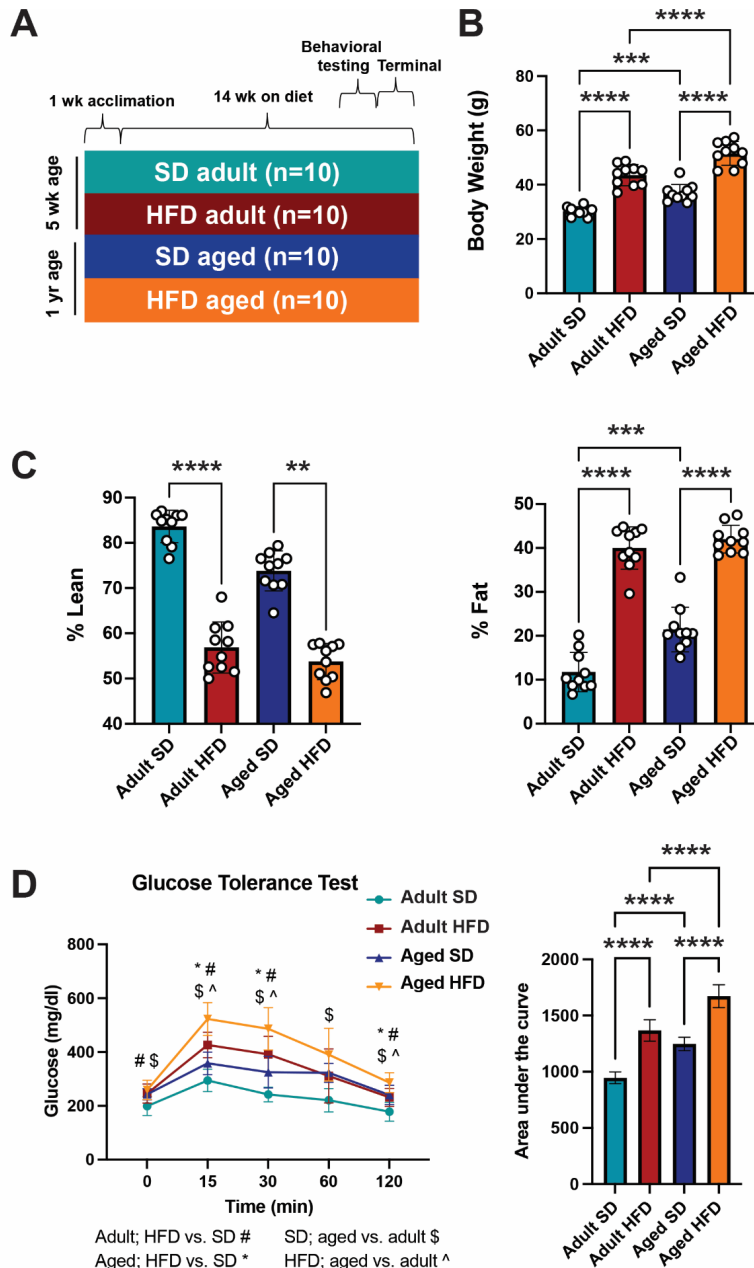 A
Behavioral
testing
Terminal
1 wk acclimation
14 wk on diet
5 wk age
1 yr age
SD adult (n=10)
HFD adult (n=10)
SD aged (n=10)
HFD aged (n=10)
B
****
***
**** ****
Body Weight (g)
80
60
40
20
0
Adult SD
Adult HFD
Aged SD
Aged HFD
C
**** **
% Lean
90
80
70
60
50
40
Adult SD
Adult HFD
Aged SD
Aged HFD
***
**** ****
% Fat
50
40
30
20
10
0
Adult SD
Adult HFD
Aged SD
Aged HFD
D
Glucose Tolerance Test
Adult SD
Adult HFD
Aged SD
Aged HFD
Glucose (mg/dl)
800
600
400
200
0
# $
* #
$ ^
* #
$ ^
$
* #
$ ^
0 15 30 60 120
Time (min)
Adult; HFD vs. SD # SD; aged vs. adult $
Aged; HFD vs. SD * HFD; aged vs. adult ^
****
****
**** ****
Area under the curve
2000
1500
1000
500
0
Adult SD
Adult HFD
Aged SD
Aged HFD